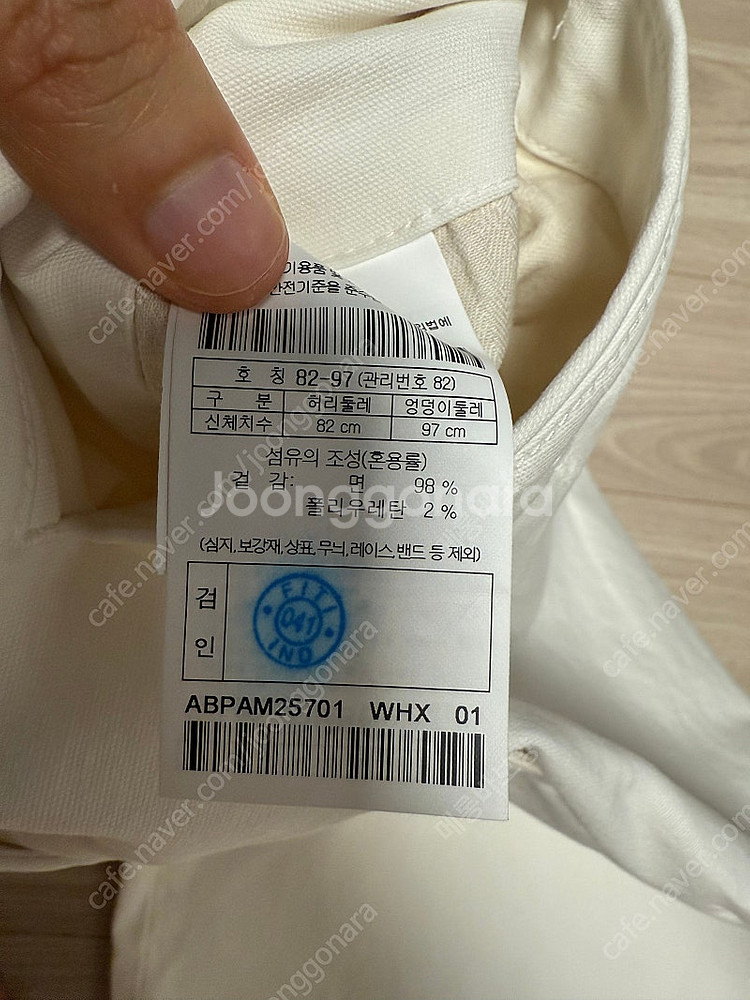 기용품 및
안전기준을 준수
법에
호 칭 82-97 (관리번호 82)
구 분 허리둘레 엉덩이둘레
신체치수 82 cm 97 cm
섬유의 조성(혼용률)
겉 감: 면 98 %
폴리우레탄 2 %
(심지,보강재,상표,무늬,레이스,밴드 등 제외)
검
인
FITI
041
IND
ABPAM25701 WHX 01
Joonggonara
cafe.naver.com/joonggonara